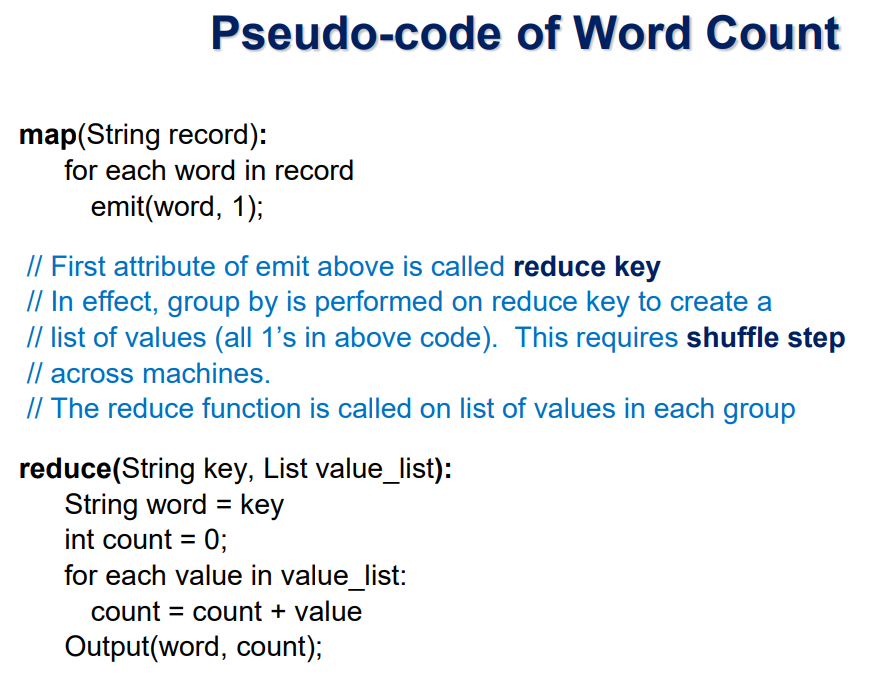 Pseudo-code of Word Count
map(String record):
for each word in record
emit(word, 1);
// First attribute of emit above is called reduce key
// In effect, group by is performed on reduce key to create a
// list of values (all 1’s in above code).  This requires shuffle step
// across machines.
// The reduce function is called on list of values in each group
reduce(String key, List value_list):
String word = key
int count = 0;
for each value in value_list:
count = count + value
Output(word, count);